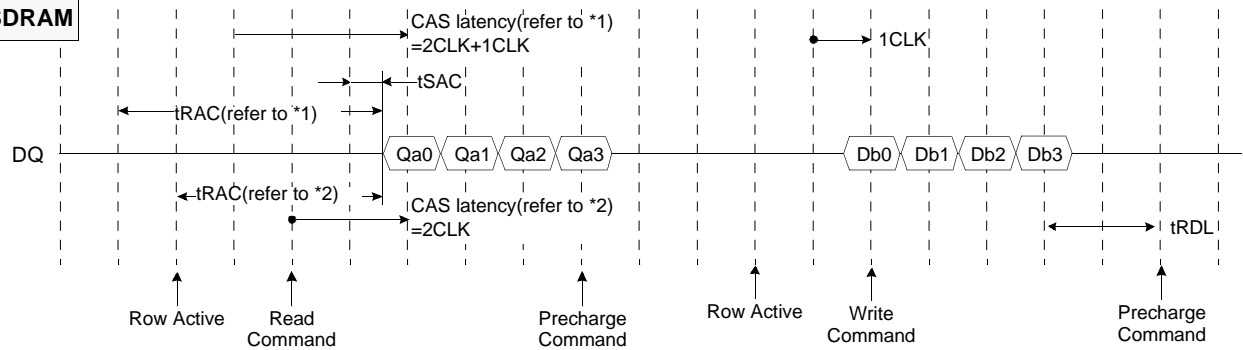 SDRAM
CAS latency(refer to *1)
=2CLK+1CLK
1CLK
tSAC
tRAC(refer to *1)
DQ
Qa0 Qa1 Qa2 Qa3 Db0 Db1 Db2 Db3
tRAC(refer to *2)
CAS latency(refer to *2)
=2CLK
tRDL
Row Active
Read
Command
Precharge
Command
Row Active
Write
Command
Precharge
Command